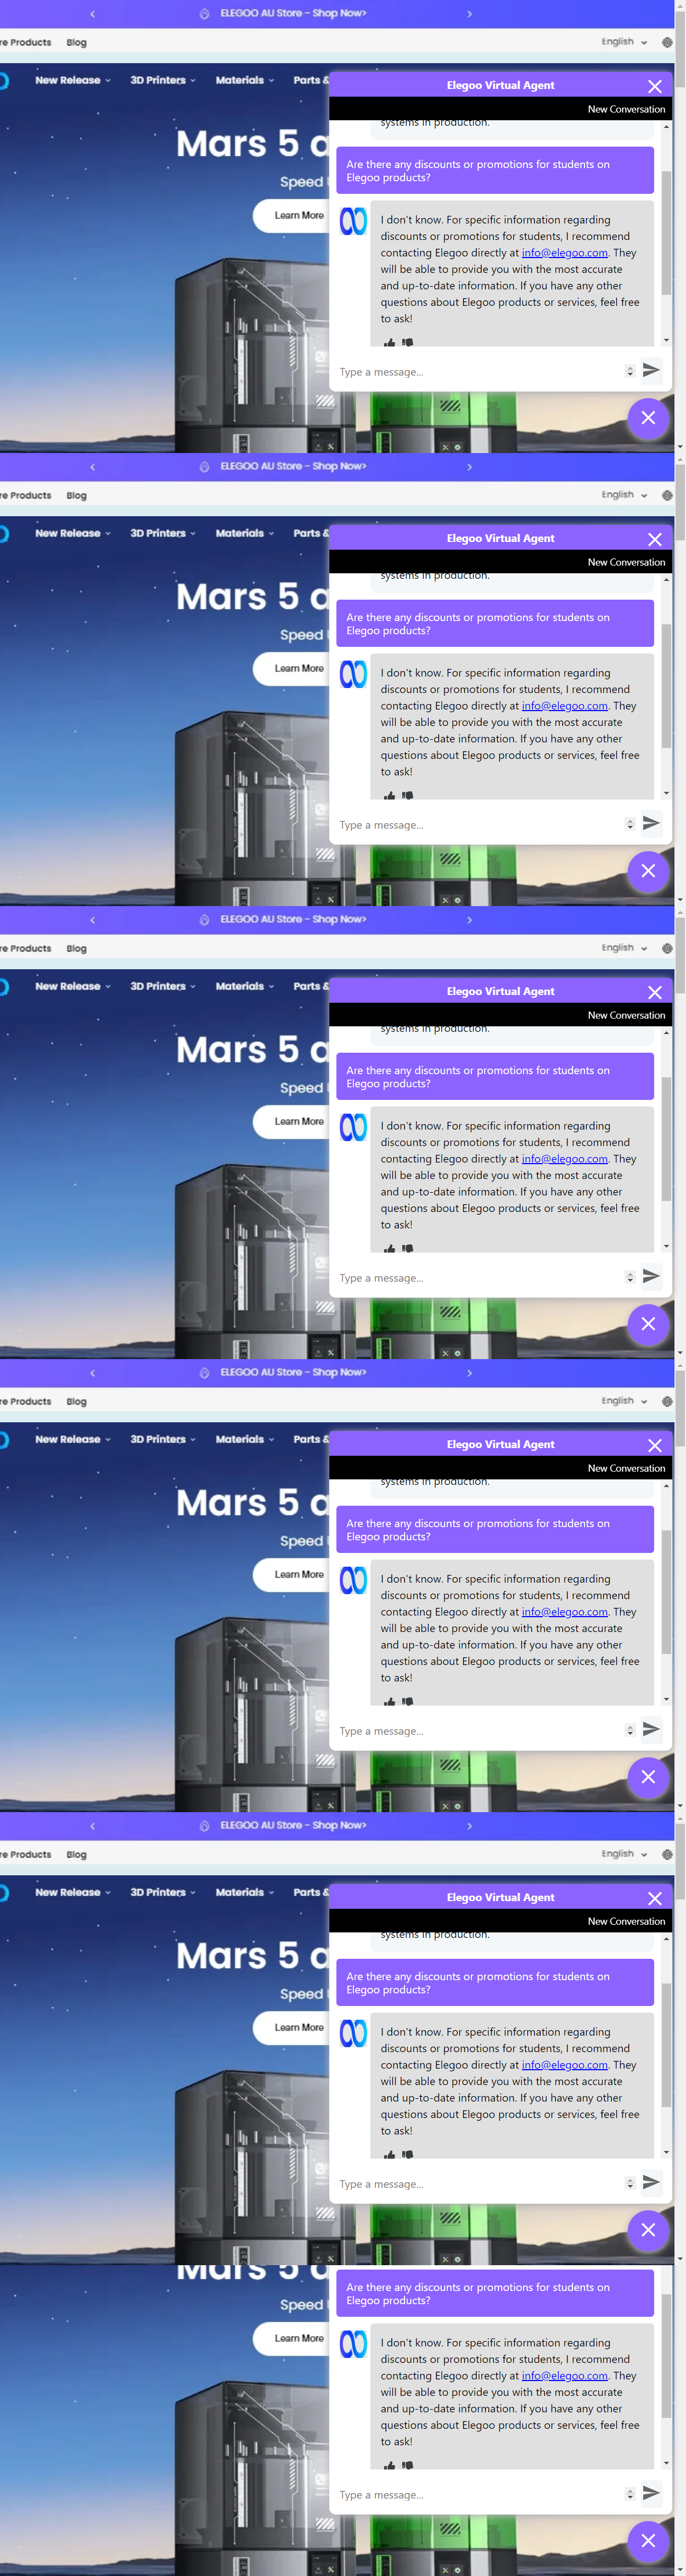 ELEGOO AU Store - Shop Now>
re Products Blog English
New Release 3D Printers Materials Parts &
Mars 5 a
Speed U
Learn More
Elegoo Virtual Agent
New Conversation
systems in production.
Are there any discounts or promotions for students on
Elegoo products?
I don't know. For specific information regarding
discounts or promotions for students, I recommend
contacting Elegoo directly at info@elegoo.com. They
will be able to provide you with the most accurate
and up-to-date information. If you have any other
questions about Elegoo products or services, feel free
to ask!
Type a message...
ELEGOO AU Store - Shop Now>
re Products Blog English
New Release 3D Printers Materials Parts &
Mars 5 a
Speed U
Learn More
Elegoo Virtual Agent
New Conversation
systems in production.
Are there any discounts or promotions for students on
Elegoo products?
I don't know. For specific information regarding
discounts or promotions for students, I recommend
contacting Elegoo directly at info@elegoo.com. They
will be able to provide you with the most accurate
and up-to-date information. If you have any other
questions about Elegoo products or services, feel free
to ask!
Type a message...
ELEGOO AU Store - Shop Now>
re Products Blog English
New Release 3D Printers Materials Parts &
Mars 5 a
Speed U
Learn More
Elegoo Virtual Agent
New Conversation
systems in production.
Are there any discounts or promotions for students on
Elegoo products?
I don't know. For specific information regarding
discounts or promotions for students, I recommend
contacting Elegoo directly at info@elegoo.com. They
will be able to provide you with the most accurate
and up-to-date information. If you have any other
questions about Elegoo products or services, feel free
to ask!
Type a message...
ELEGOO AU Store - Shop Now>
re Products Blog English
New Release 3D Printers Materials Parts &
Mars 5 a
Speed U
Learn More
Elegoo Virtual Agent
New Conversation
systems in production.
Are there any discounts or promotions for students on
Elegoo products?
I don't know. For specific information regarding
discounts or promotions for students, I recommend
contacting Elegoo directly at info@elegoo.com. They
will be able to provide you with the most accurate
and up-to-date information. If you have any other
questions about Elegoo products or services, feel free
to ask!
Type a message...
ELEGOO AU Store - Shop Now>
re Products Blog English
New Release 3D Printers Materials Parts &
Mars 5 a
Speed U
Learn More
Elegoo Virtual Agent
New Conversation
systems in production.
Are there any discounts or promotions for students on
Elegoo products?
I don't know. For specific information regarding
discounts or promotions for students, I recommend
contacting Elegoo directly at info@elegoo.com. They
will be able to provide you with the most accurate
and up-to-date information. If you have any other
questions about Elegoo products or services, feel free
to ask!
Type a message...
Mars 5 a
Speed U
Learn More
Are there any discounts or promotions for students on
Elegoo products?
I don't know. For specific information regarding
discounts or promotions for students, I recommend
contacting Elegoo directly at info@elegoo.com. They
will be able to provide you with the most accurate
and up-to-date information. If you have any other
questions about Elegoo products or services, feel free
to ask!
Type a message...